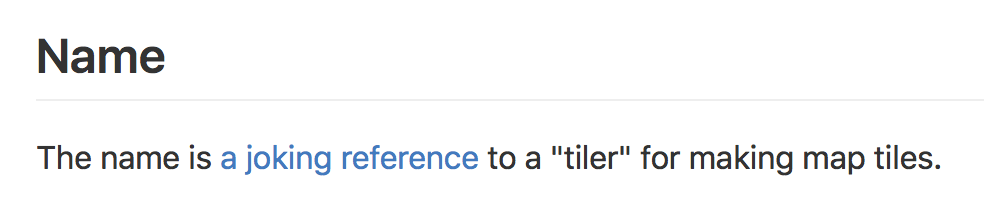 Name
The name is a joking reference to a "tiler" for making map tiles.